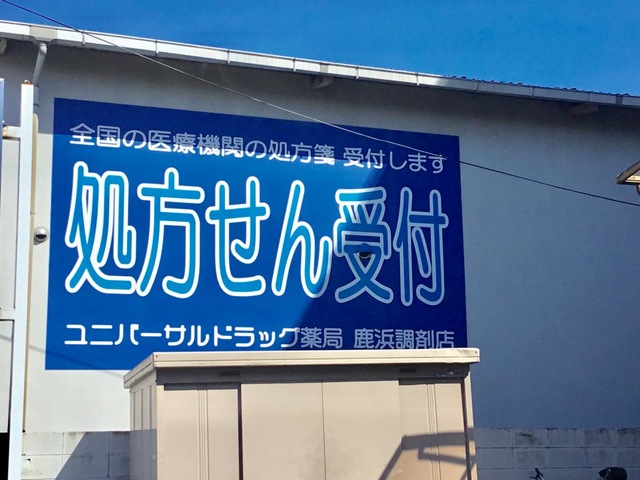 全国の医療機関の処方箋 受付します
処方せん受付
ユニバーサルドラッグ薬局 鹿浜調剤店